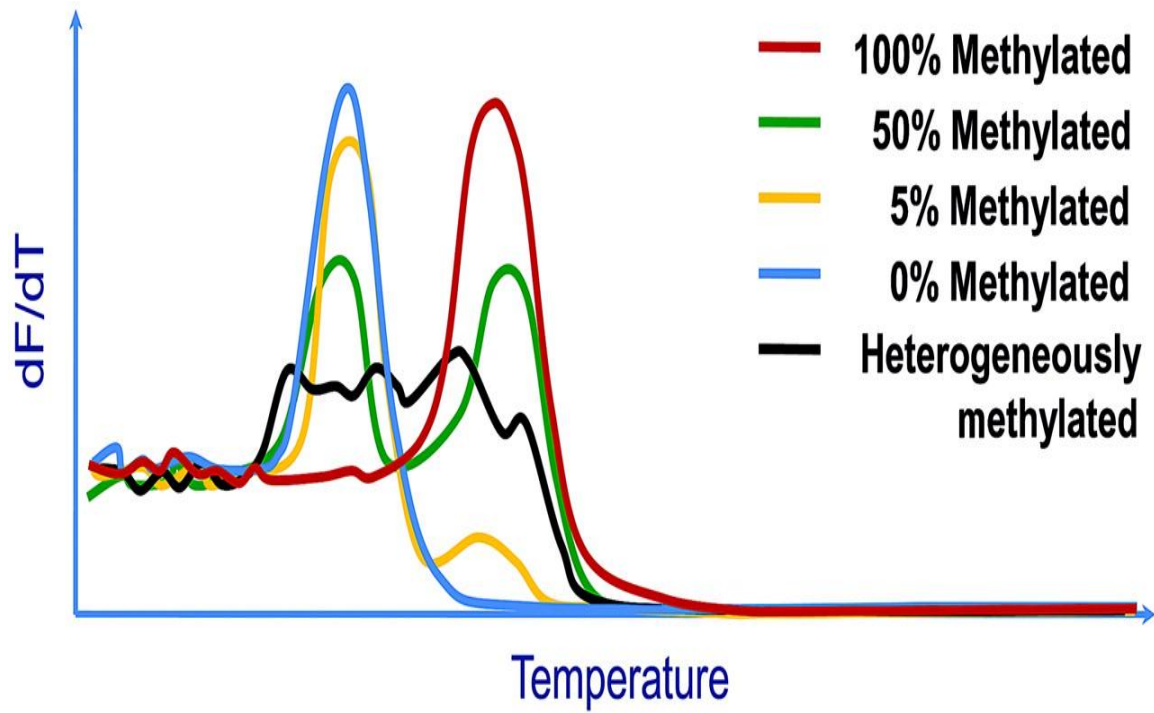 100% Methylated
50% Methylated
5% Methylated
0% Methylated
Heterogeneously
methylated
dF/dT
Temperature